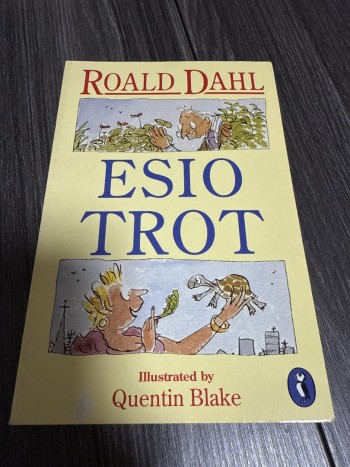 ROALD DAHL
ESIO
TROT
Illustrated by
Quentin Blake